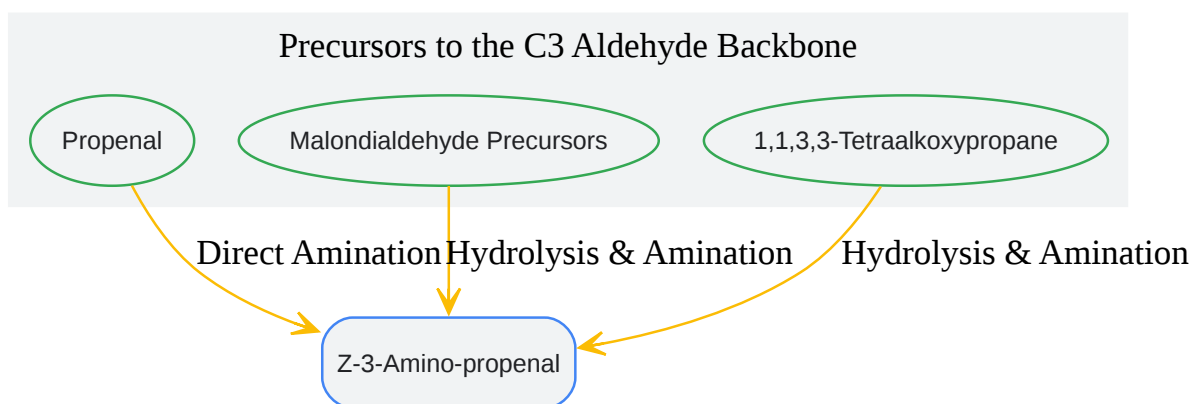 Precursors to the C3 Aldehyde Backbone
Propenal
Malondialdehyde Precursors
1,1,3,3-Tetraalkoxypropane
Direct Amination
Hydrolysis & Amination
Hydrolysis & Amination
Z-3-Amino-propenal